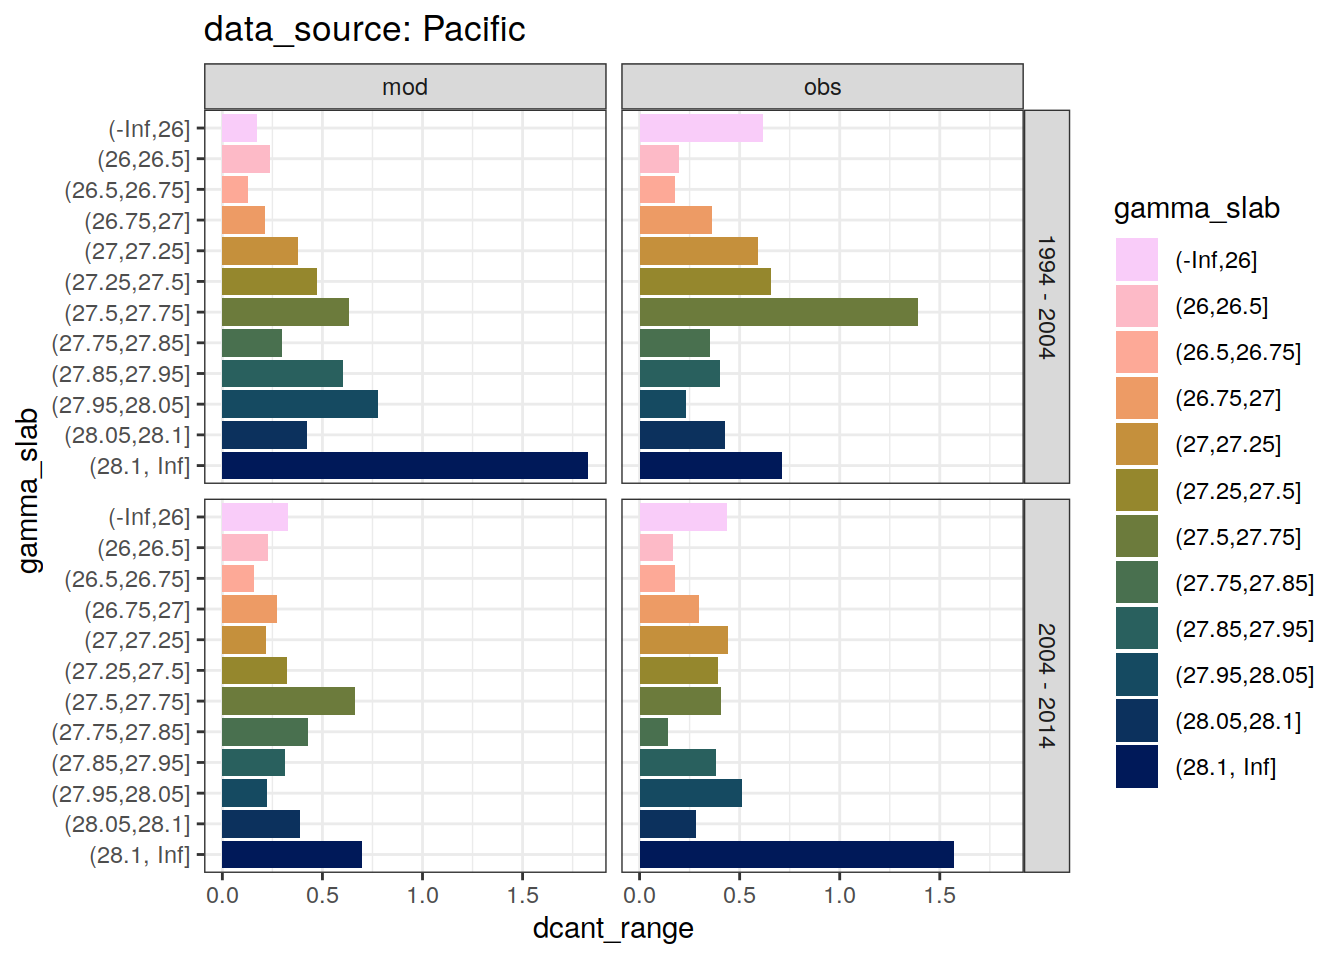 data_source: Pacific
mod
obs
(-Inf,26]
(26,26.5]
(26.5,26.75]
(26.75,27]
(27,27.25]
(27.25,27.5]
(27.5,27.75]
(27.75,27.85]
(27.85,27.95]
(27.95,28.05]
(28.05,28.1]
(28.1, Inf]
1994 - 2004
(-Inf,26]
(26,26.5]
(26.5,26.75]
(26.75,27]
(27,27.25]
(27.25,27.5]
(27.5,27.75]
(27.75,27.85]
(27.85,27.95]
(27.95,28.05]
(28.05,28.1]
(28.1, Inf]
2004 - 2014
gamma_slab
0.0 0.5 1.0 1.5
0.0 0.5 1.0 1.5
dcant_range
gamma_slab
(-Inf,26]
(26,26.5]
(26.5,26.75]
(26.75,27]
(27,27.25]
(27.25,27.5]
(27.5,27.75]
(27.75,27.85]
(27.85,27.95]
(27.95,28.05]
(28.05,28.1]
(28.1, Inf]